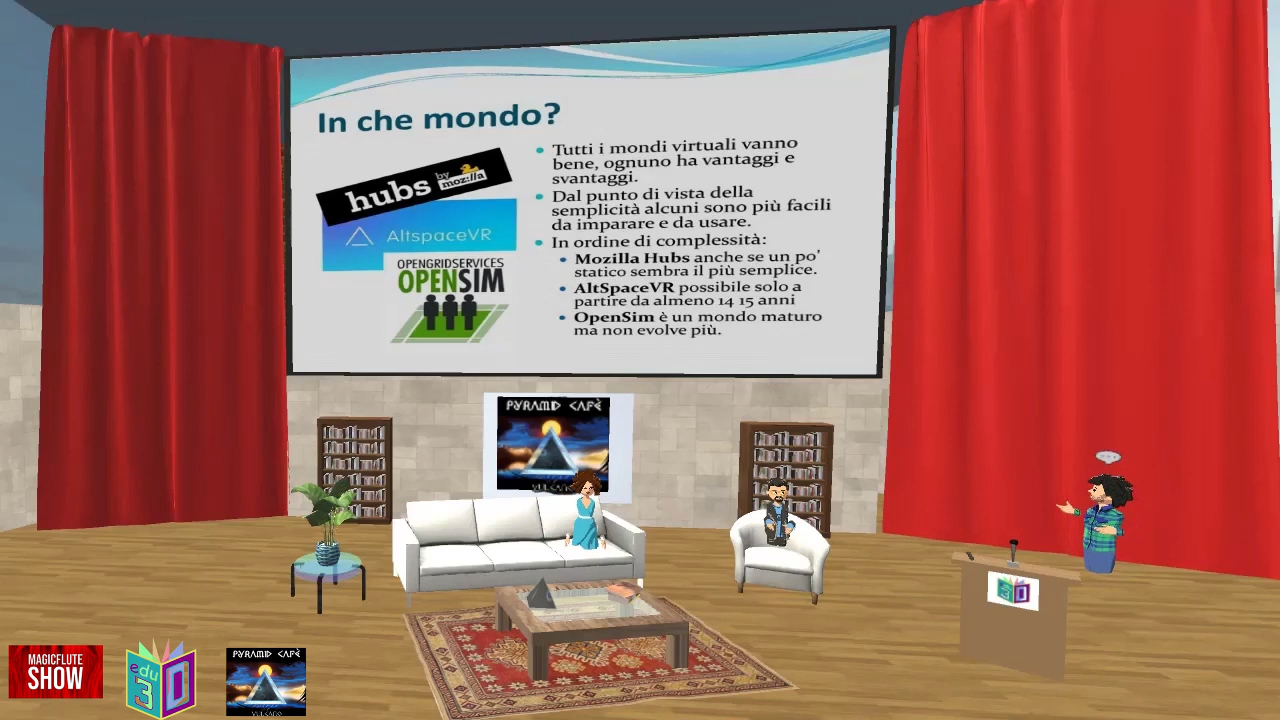 In che mondo?
hubs by moz://a
AltspaceVR
OPENGRIDSERVICES
OPENSIM
Tutti i mondi virtuali vanno
bene, ognuno ha vantaggi e
svantaggi.
Dal punto di vista della
semplicità alcuni sono più facili
da imparare e da usare.
In ordine di complessità:
Mozilla Hubs anche se un po'
statico sembra il più semplice.
AltSpaceVR possibile solo a
partire da almeno 14 15 anni
OpenSim è un mondo maturo
ma non evolve più.
PYRAMID CAFÈ
MAGICFLUTE
SHOW
edu
3D
PYRAMID CAFÈ
VULCANO